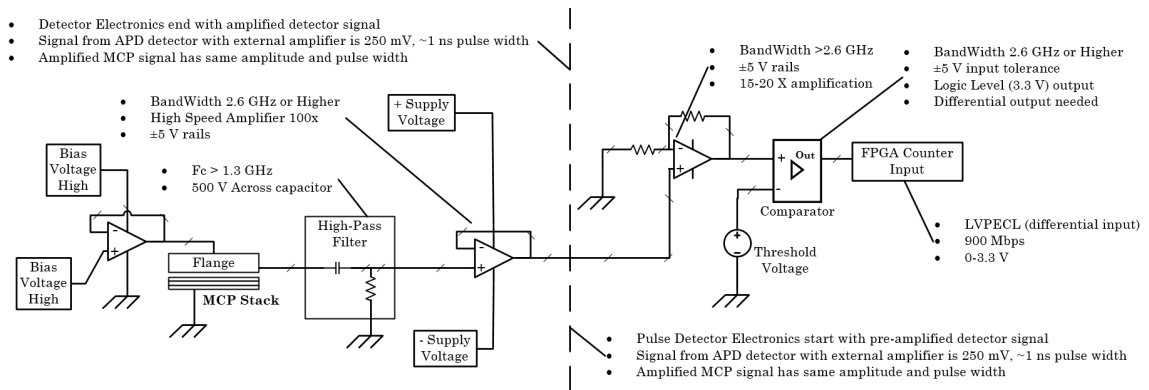 • Detector Electronics end with amplified detector signal
• Signal from APD detector with external amplifier is 250 mV, ~1 ns pulse width
• Amplified MCP signal has same amplitude and pulse width
• BandWidth 2.6 GHz or Higher
• High Speed Amplifier 100x
• ±5 V rails
+ Supply
Voltage
Bias
Voltage
High
• Fc > 1.3 GHz
• 500 V Across capacitor
High-Pass
Filter
-
+
Bias
Voltage
High
Flange
MCP Stack
-
+
- Supply
Voltage
• BandWidth >2.6 GHz
• ±5 V rails
• 15-20 X amplification
• BandWidth 2.6 GHz or Higher
• ±5 V input tolerance
• Logic Level (3.3 V) output
• Differential output needed
-
+
+
Out
-
Comparator
FPGA Counter
Input
+
-
Threshold
Voltage
• LVPECL (differential input)
• 900 Mbps
• 0-3.3 V
• Pulse Detector Electronics start with pre-amplified detector signal
• Signal from APD detector with external amplifier is 250 mV, ~1 ns pulse width
• Amplified MCP signal has same amplitude and pulse width